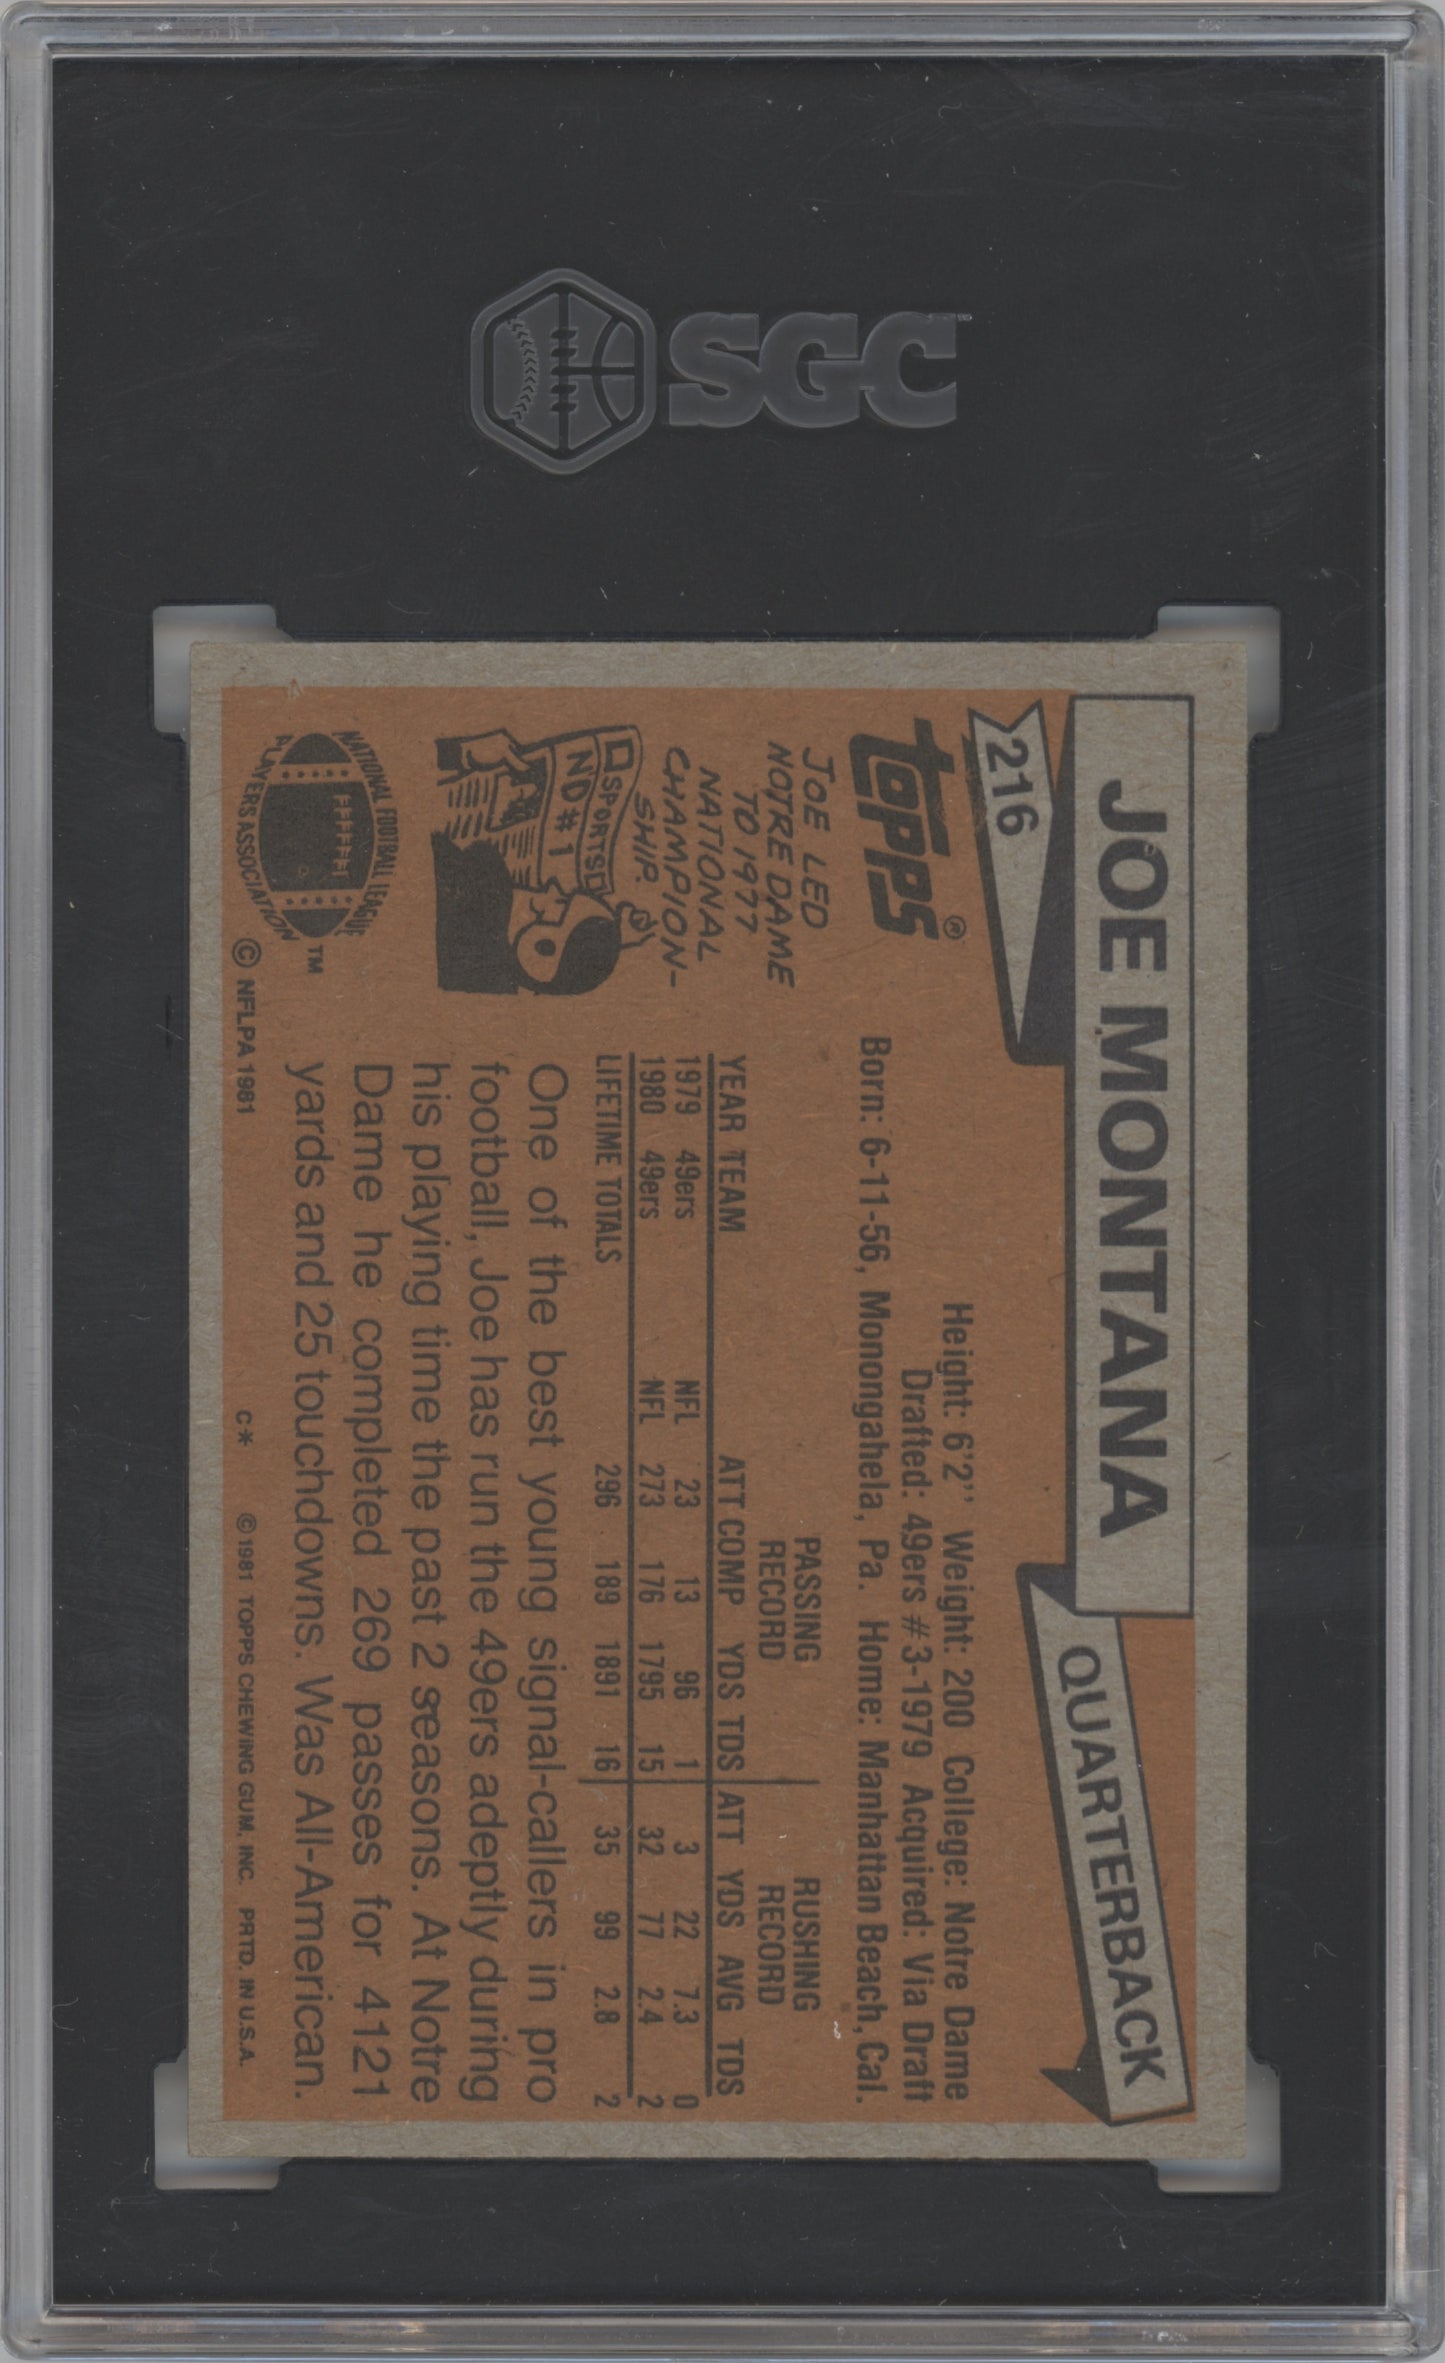 SGC
JOE MONTANA
QUARTERBACK
216
topps®
Height: 6'2'' Weight: 200 College: Notre Dame
Drafted: 49ers #3-1979 Acquired: Via Draft
Born: 6-11-56, Monongahela, Pa. Home: Manhattan Beach, Cal.
JOE LED
NOTRE DAME
TO 1977
NATIONAL
CHAMPION-
SHIP.
SPORTS
ND #1
PASSING RUSHING
RECORD RECORD
YEAR TEAM ATT COMP YDS TDS ATT YDS AVG TDS
1979 49ers NFL 23 13 96 1 3 22 7.3 0
1980 49ers NFL 273 176 1795 15 32 77 2.4 2
LIFETIME TOTALS 296 189 1891 16 35 99 2.8 2
One of the best young signal-callers in pro
football, Joe has run the 49ers adeptly during
his playing time the past 2 seasons. At Notre
Dame he completed 269 passes for 4121
yards and 25 touchdowns. Was All-American.
NATIONAL FOOTBALL LEAGUE
PLAYERS ASSOCIATION
TM
© NFLPA 1981 C* © 1981 TOPPS CHEWING GUM, INC. PRTD. IN U.S.A.